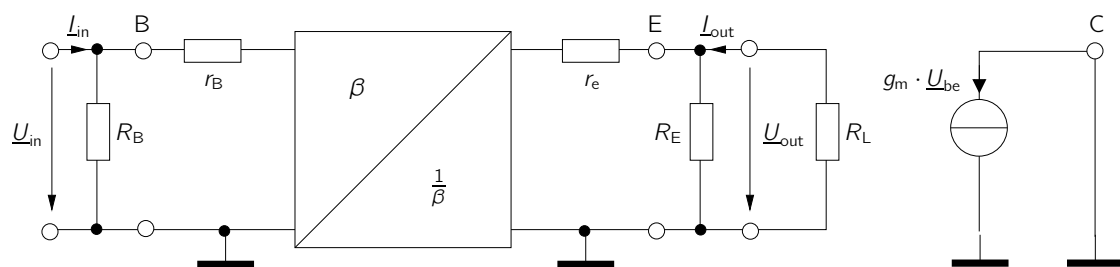 I_in B E I_out C
r_B r_e g_m · U_be
β
U_in R_B R_E U_out R_L
1/β